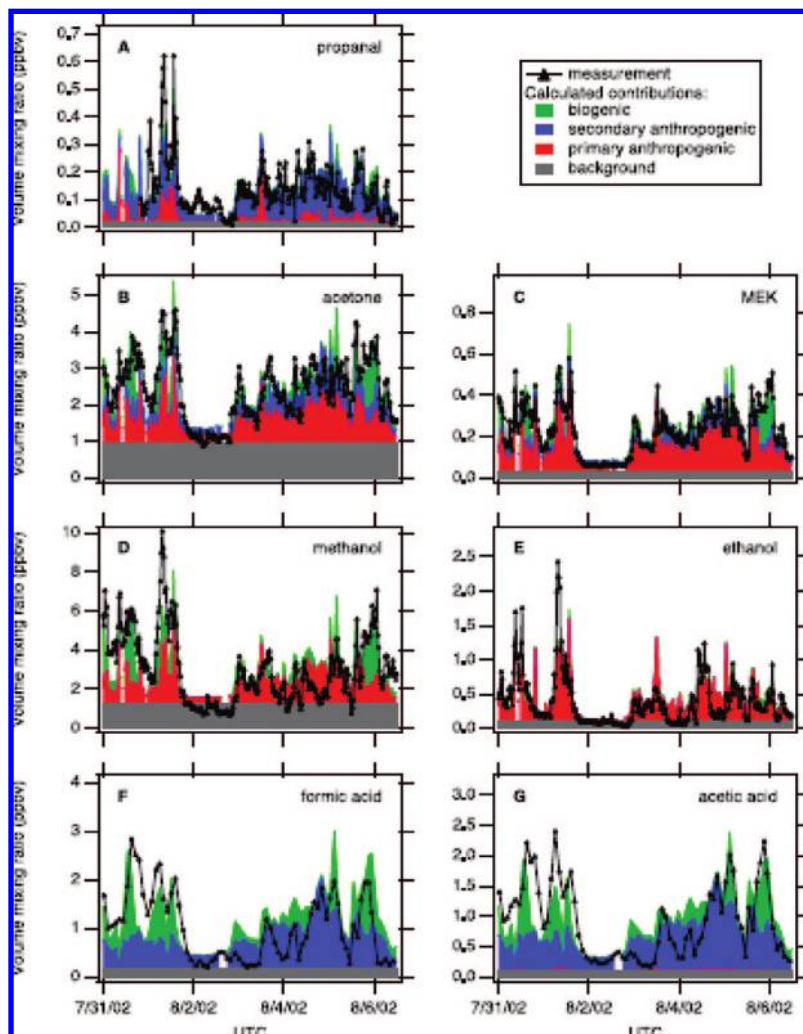 A propanal
Volume mixing ratio (ppbv)
0.7
0.6
0.5
0.4
0.3
0.2
0.1
0.0
measurement
Calculated contributions:
biogenic
secondary anthropogenic
primary anthropogenic
background
B acetone
Volume mixing ratio (ppbv)
5
4
3
2
1
0
C MEK
0.8
0.6
0.4
0.2
0.0
D methanol
Volume mixing ratio (ppbv)
10
8
6
4
2
0
E ethanol
2.5
2.0
1.5
1.0
0.5
0.0
F formic acid
Volume mixing ratio (ppbv)
4
3
2
1
0
7/31/02 8/2/02 8/4/02 8/6/02
UTC
G acetic acid
3.0
2.5
2.0
1.5
1.0
0.5
0.0
7/31/02 8/2/02 8/4/02 8/6/02
UTC